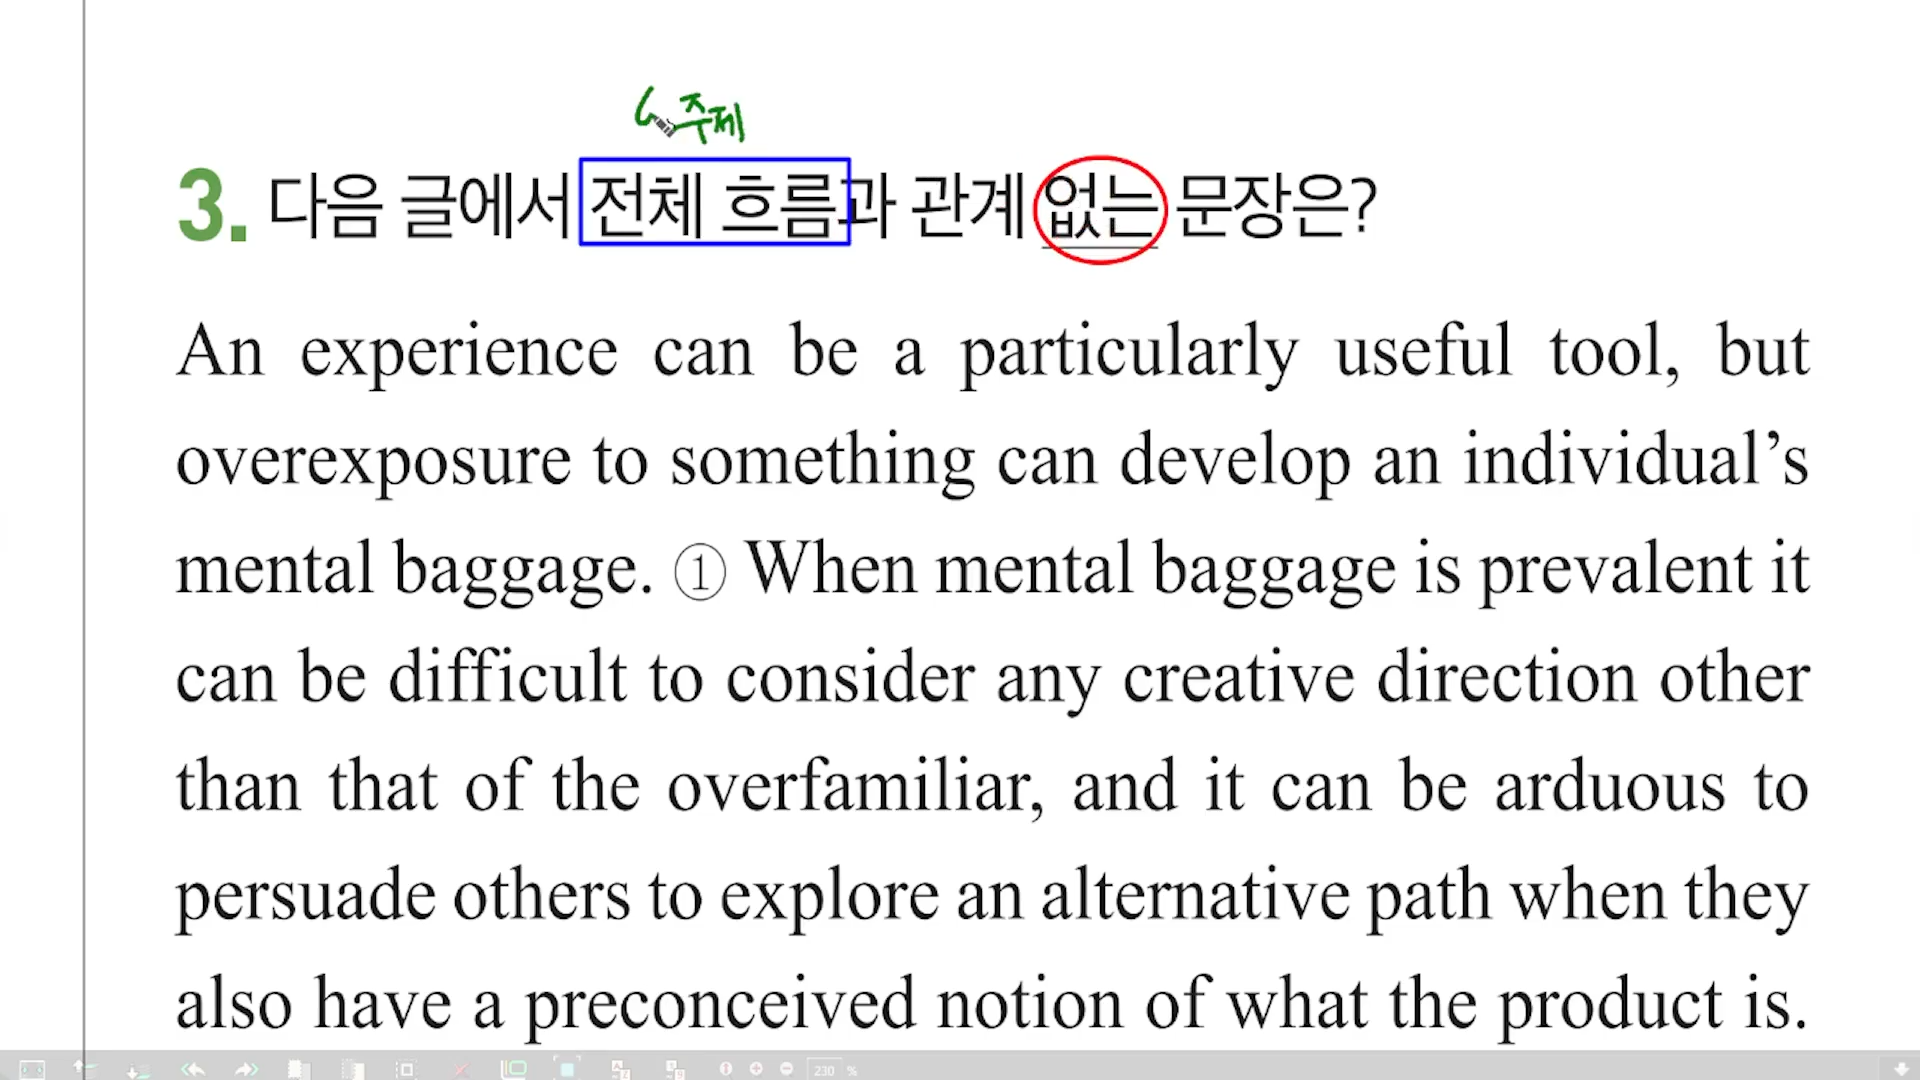 주제
3. 다음 글에서 전체 흐름과 관계 없는 문장은?
An experience can be a particularly useful tool, but
overexposure to something can develop an individual’s
mental baggage. ① When mental baggage is prevalent it
can be difficult to consider any creative direction other
than that of the overfamiliar, and it can be arduous to
persuade others to explore an alternative path when they
also have a preconceived notion of what the product is.
230 %